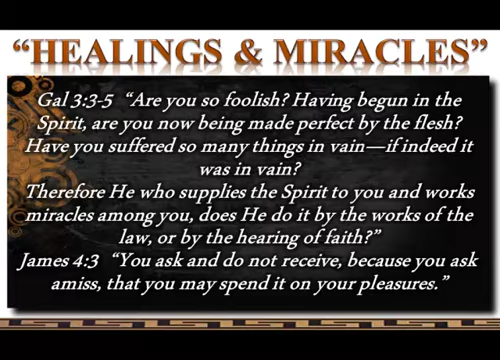 “HEALINGS & MIRACLES”
Gal 3:3-5 “Are you so foolish? Having begun in the
Spirit, are you now being made perfect by the flesh?
Have you suffered so many things in vain—if indeed it
was in vain?
Therefore He who supplies the Spirit to you and works
miracles among you, does He do it by the works of the
law, or by the hearing of faith?”
James 4:3 “You ask and do not receive, because you ask
amiss, that you may spend it on your pleasures.”